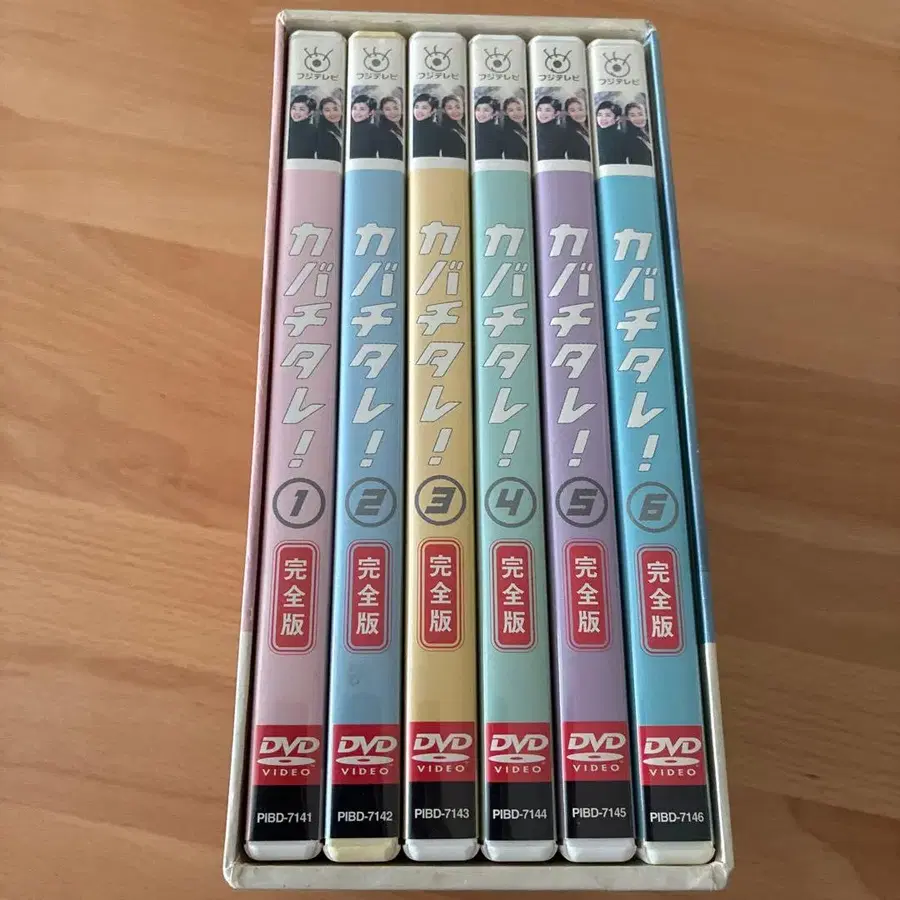 フジテレビ
カバチタレ!
1
完全版
DVD
VIDEO
PIBD-7141
フジテレビ
カバチタレ!
2
完全版
DVD
VIDEO
PIBD-7142
フジテレビ
カバチタレ!
3
完全版
DVD
VIDEO
PIBD-7143
フジテレビ
カバチタレ!
4
完全版
DVD
VIDEO
PIBD-7144
フジテレビ
カバチタレ!
5
完全版
DVD
VIDEO
PIBD-7145
フジテレビ
カバチタレ!
6
完全版
DVD
VIDEO
PIBD-7146